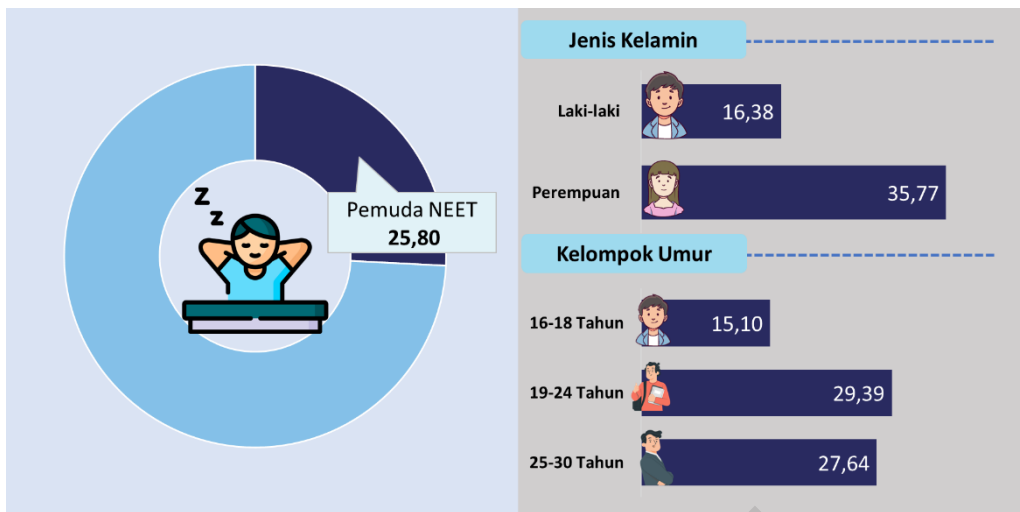 z
z
Pemuda NEET
25,80
Jenis Kelamin
Laki-laki
16,38
Perempuan
35,77
Kelompok Umur
16-18 Tahun
15,10
19-24 Tahun
29,39
25-30 Tahun
27,64